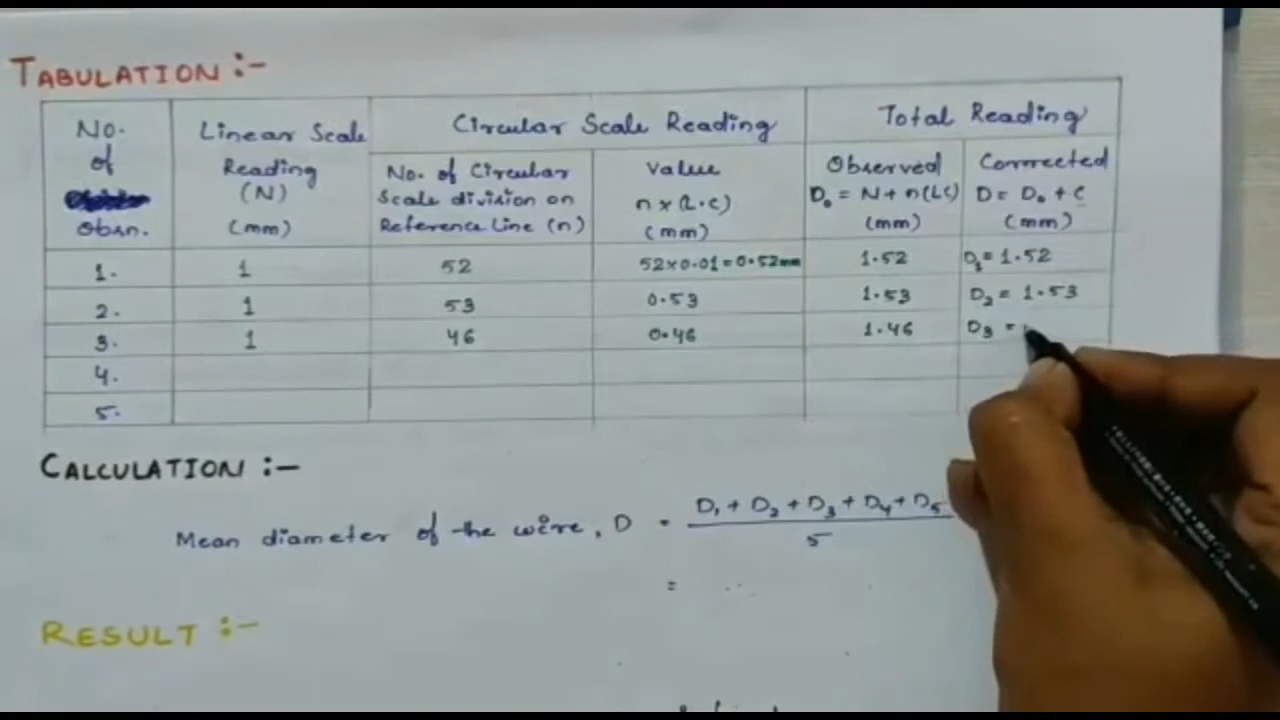 TABULATION :-
No. of Obsn.
Linear Scale Reading (N) (mm)
Circular Scale Reading
Total Reading
No. of Circular Scale division on Reference Line (n)
Value n x (L.C) (mm)
Observed D₀ = N + n(LC) (mm)
Corrected D = D₀ + C (mm)
1. 1 52 52x0.01=0.52mm 1.52 D₁= 1.52
2. 1 53 0.53 1.53 D₂ = 1.53
3. 1 46 0.46 1.46 D₃ =
4.
5.
CALCULATION :-
Mean diameter of the wire, D = D₁ + D₂ + D₃ + D₄ + D₅
5
=
RESULT :-